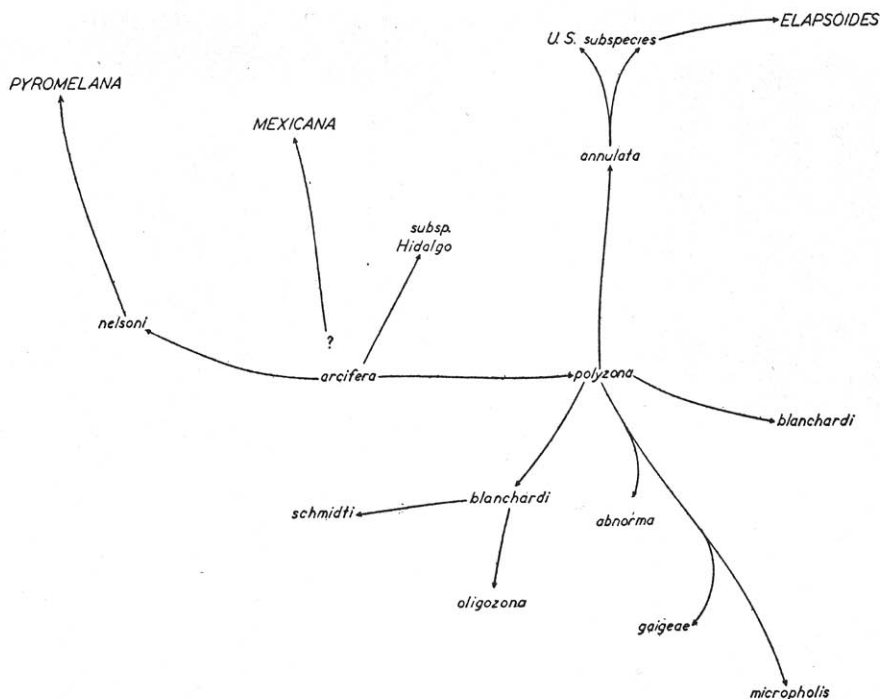 ELAPSOIDES
U. S. subspecies
PYROMELANA
MEXICANA
annulata
subsp.
Hidalgo
nelsoni
?
arcifera
polyzona
blanchardi
schmidti
blanchardi
abnorma
oligozona
gaigeae
micropholis